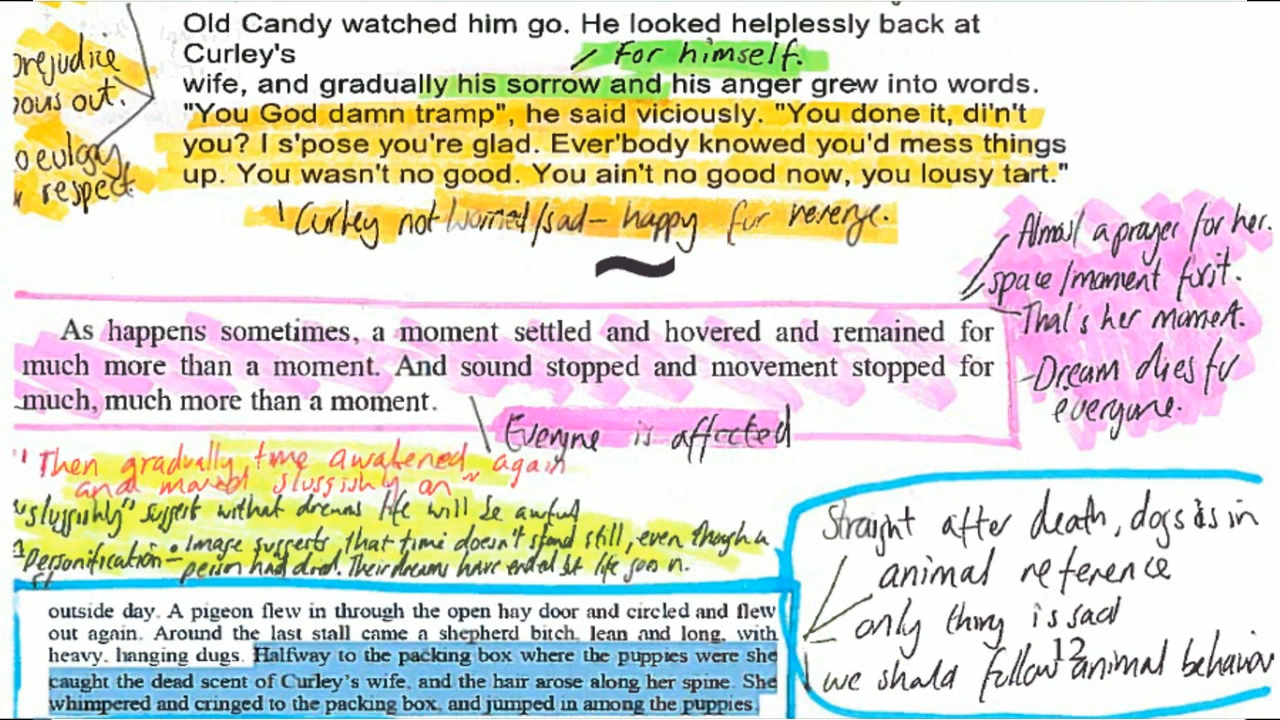 Old Candy watched him go. He looked helplessly back at
Curley's
For himself.
wife, and gradually his sorrow and his anger grew into words.
"You God damn tramp", he said viciously. "You done it, di'n't
you? I s'pose you're glad. Ever'body knowed you'd mess things
up. You wasn't no good. You ain't no good now, you lousy tart."
prejudice
out.
eulogy,
respect
Curley not worried/sad - happy for revenge.
~
Almost a prayer for her.
space/moment first.
That's her moment.
-Dream dies for
everyone.
As happens sometimes, a moment settled and hovered and remained for
much more than a moment. And sound stopped and movement stopped for
much, much more than a moment.
Everyone is affected
"Then gradually time awakened again
and moved sluggishly on"
"sluggishly" suggest without dreams life will be awful
Personification - Image suggests that time doesn't stand still, even though a
person had died. Their dreams have ended but life goes on.
outside day. A pigeon flew in through the open hay door and circled and flew
out again. Around the last stall came a shepherd bitch, lean and long, with
heavy, hanging dugs. Halfway to the packing box where the puppies were she
caught the dead scent of Curley's wife, and the hair arose along her spine. She
whimpered and cringed to the packing box, and jumped in among the puppies.
Straight after death, dogs is in
animal reference
only thing is sad
we should follow animal behavior
12